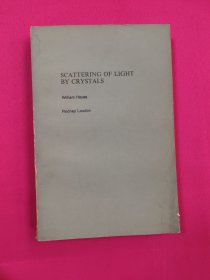 SCATTERING OF LIGHT
BY CRYSTALS
William Hayes
Rodney Loudon